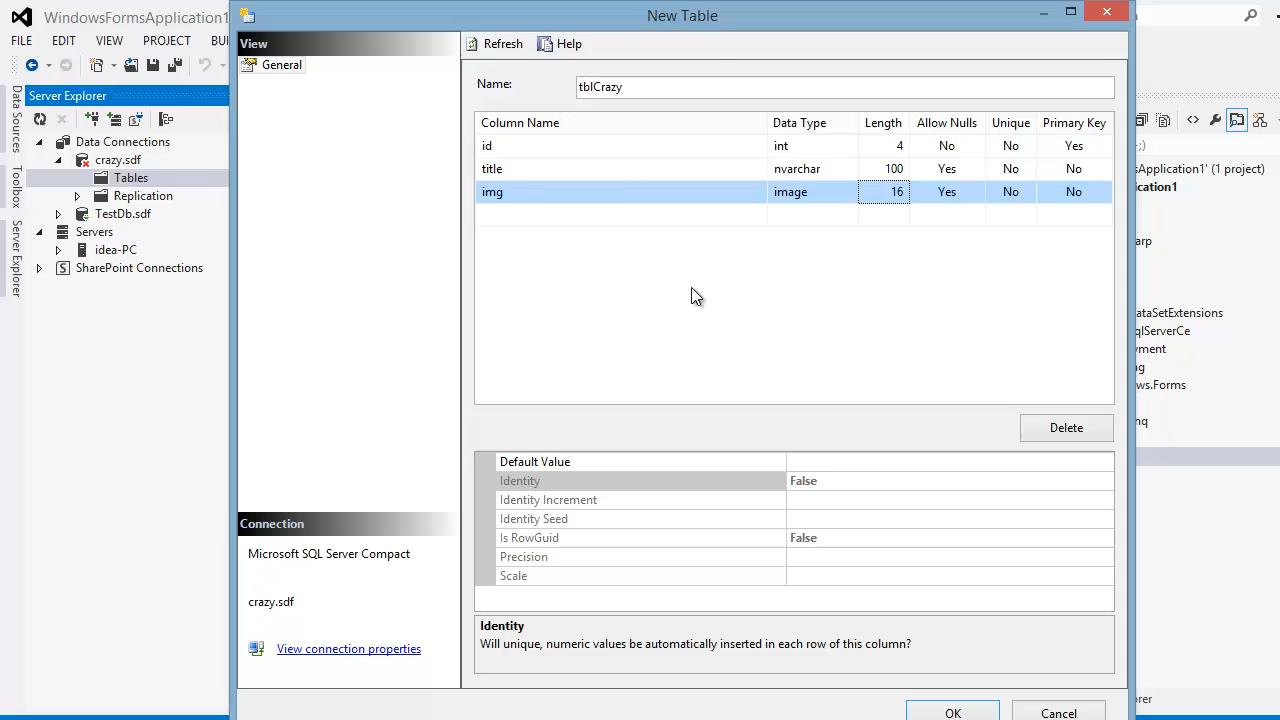 WindowsFormsApplication1
New Table
FILE EDIT VIEW PROJECT BU
View
Refresh Help
General
Name: tblCrazy
Server Explorer
Data Sources
Toolbox
Server Explorer
Data Connections
crazy.sdf
Tables
Replication
TestDb.sdf
Servers
idea-PC
SharePoint Connections
Column Name Data Type Length Allow Nulls Unique Primary Key
id int 4 No No Yes
title nvarchar 100 Yes No No
img image 16 Yes No No
Delete
Default Value
Identity False
Identity Increment
Identity Seed
Is RowGuid False
Precision
Scale
Identity
Will unique, numeric values be automatically inserted in each row of this column?
Connection
Microsoft SQL Server Compact
crazy.sdf
View connection properties
OK Cancel
;)
sApplication1' (1 project)
plication1
arp
ataSetExtensions
qlServerCe
yment
ng
ws.Forms
nq
rer